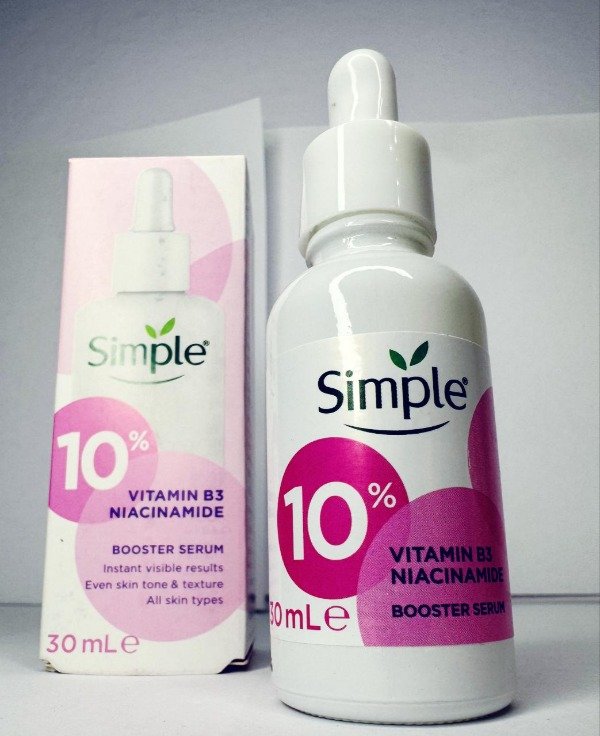 Simple®
10%
VITAMIN B3
NIACINAMIDE
BOOSTER SERUM
Instant visible results
Even skin tone & texture
All skin types
30 mL e
Simple®
10%
VITAMIN B3
NIACINAMIDE
BOOSTER SERUM
30 mL e